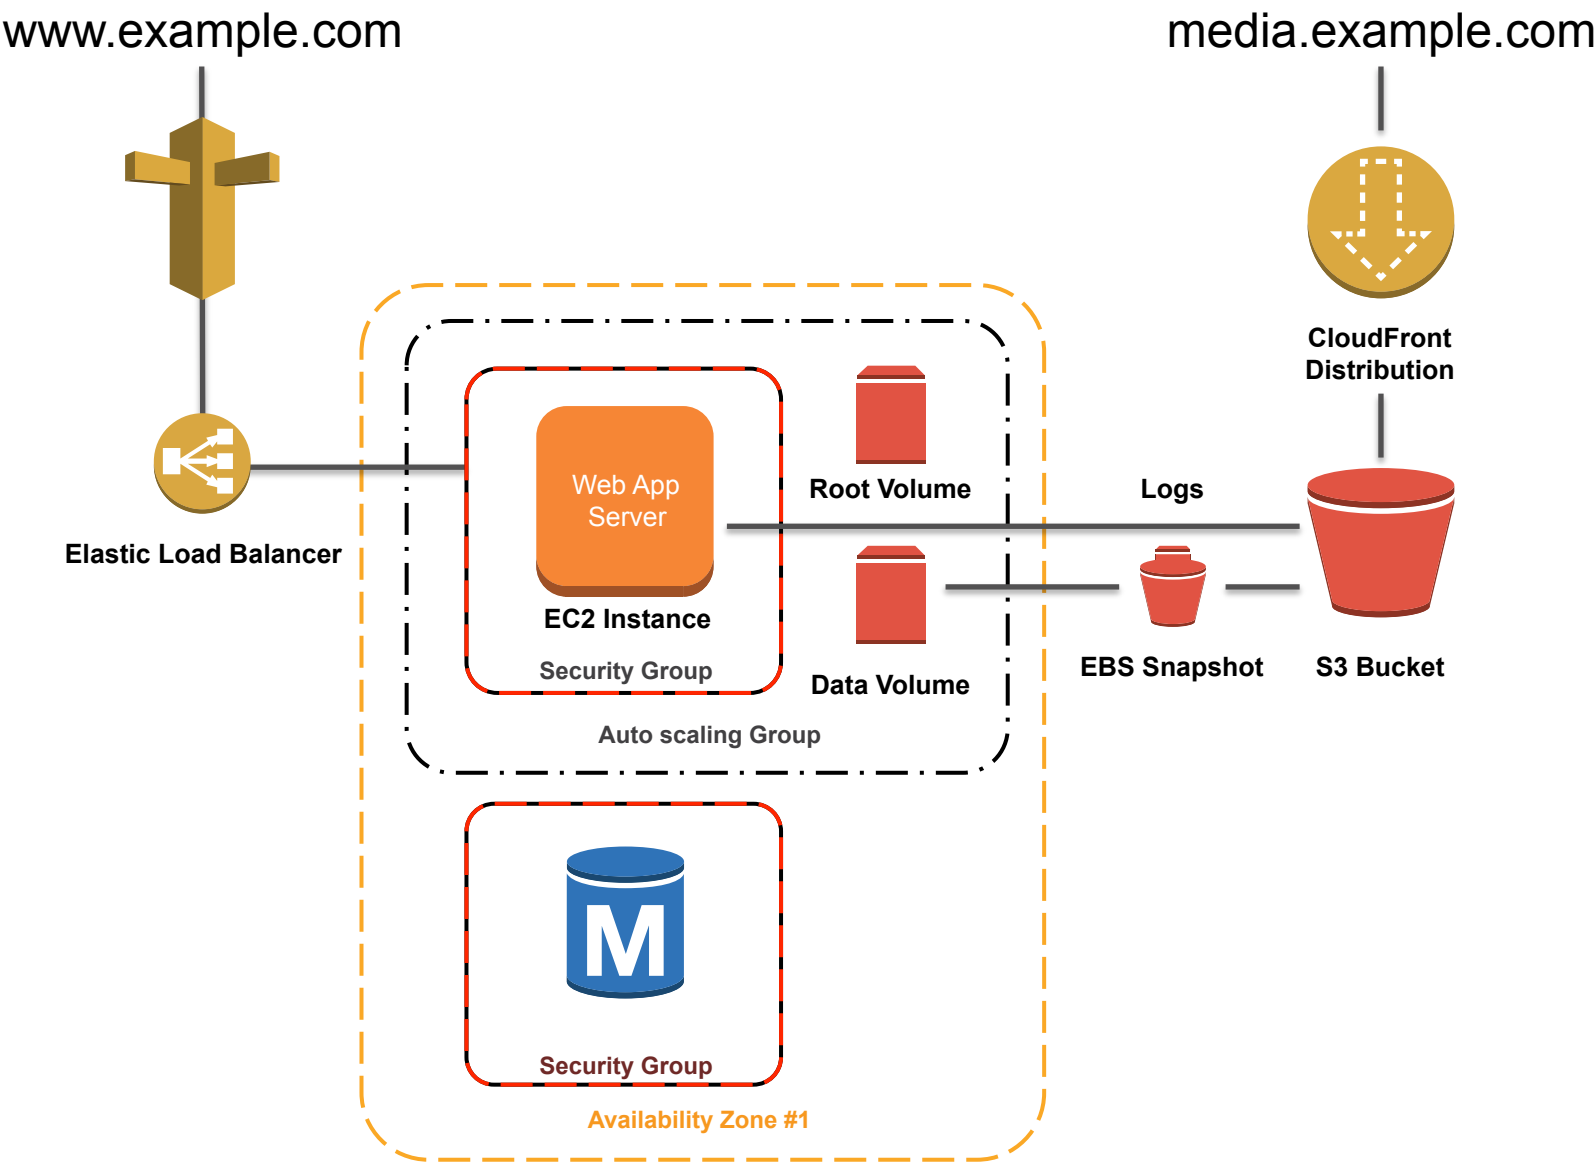 www.example.com
media.example.com
CloudFront
Distribution
Web App
Server
Root Volume
Logs
Elastic Load Balancer
EC2 Instance
Security Group
Data Volume
EBS Snapshot
S3 Bucket
Auto scaling Group
M
Security Group
Availability Zone #1